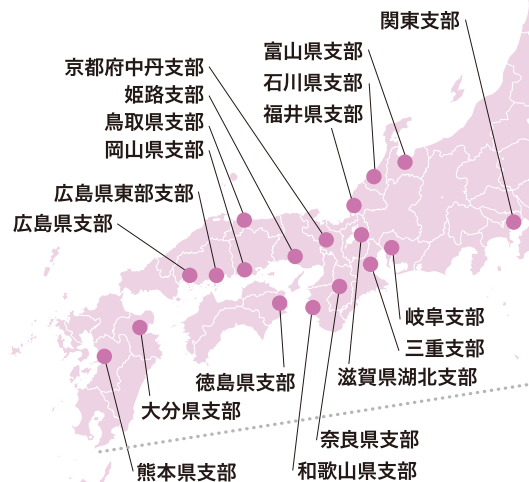 関東支部
富山県支部
石川県支部
福井県支部
京都府中丹支部
姫路支部
鳥取県支部
岡山県支部
広島県東部支部
広島県支部
岐阜支部
三重支部
滋賀県湖北支部
徳島県支部
大分県支部
奈良県支部
和歌山県支部
熊本県支部